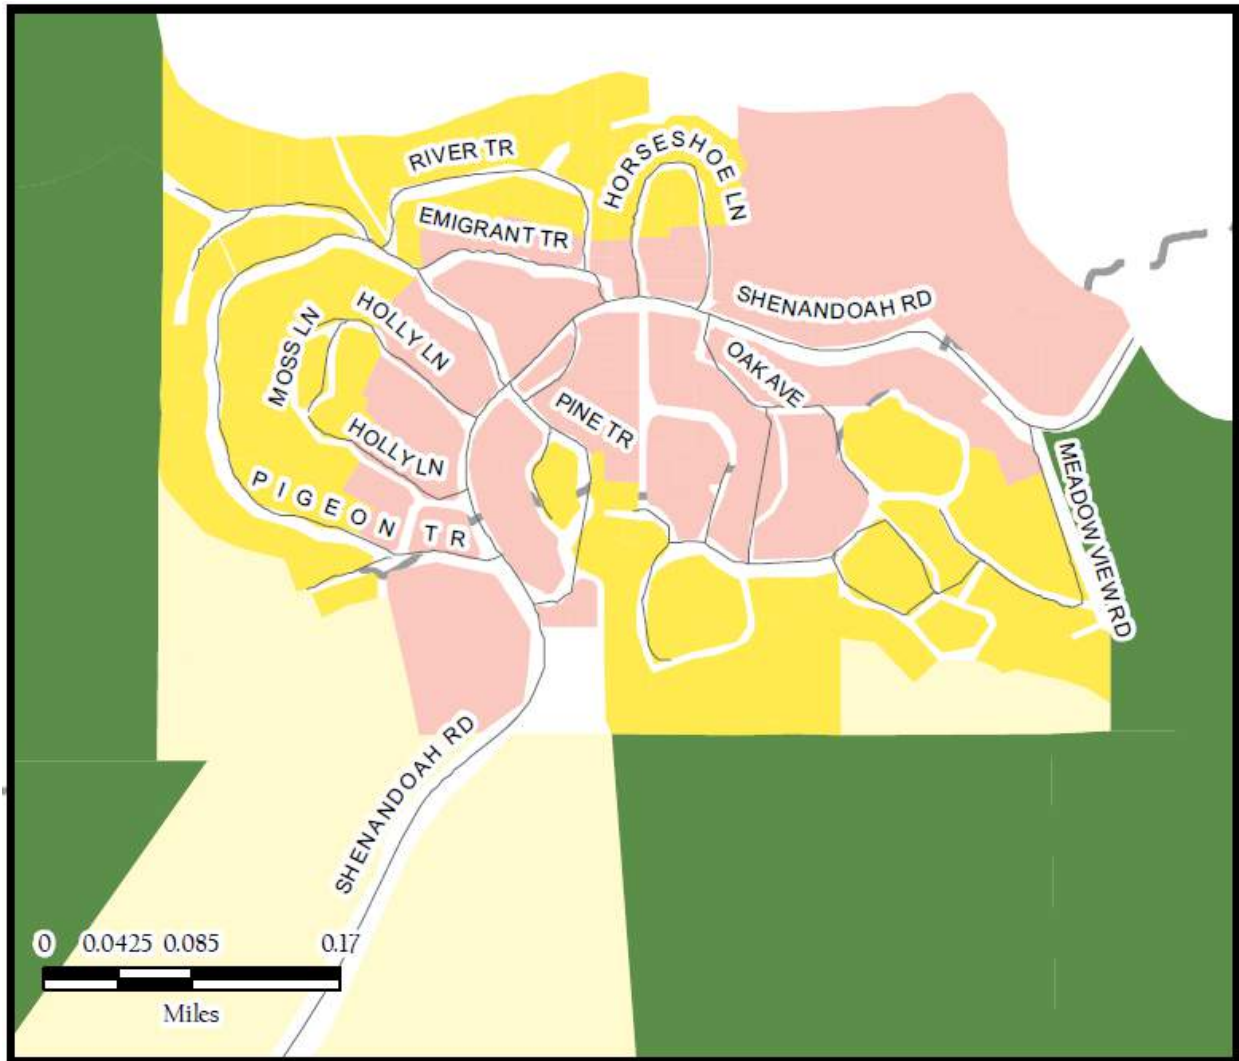 RIVER TR
HORSESHOE LN
EMIGRANT TR
SHENANDOAH RD
HOLLY LN
MOSS LN
OAK AVE
PINE TR
HOLLY LN
MEADOW VIEW RD
PIGEON TR
SHENANDOAH RD
0 0.0425 0.085 0.17
Miles